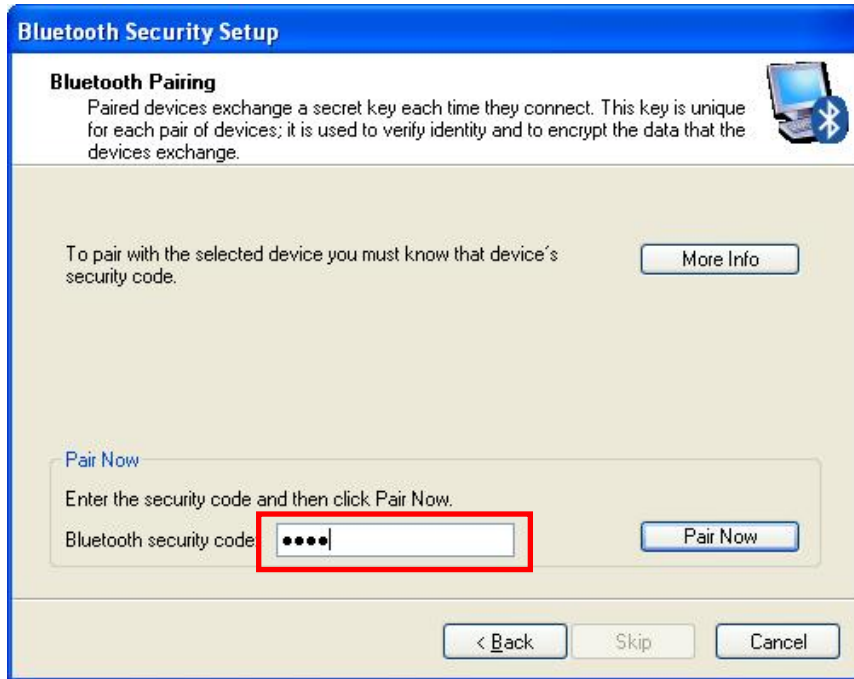 Bluetooth Security Setup
Bluetooth Pairing
Paired devices exchange a secret key each time they connect. This key is unique
for each pair of devices; it is used to verify identity and to encrypt the data that the
devices exchange.
To pair with the selected device you must know that device´s
security code.
More Info
Pair Now
Enter the security code and then click Pair Now.
Bluetooth security code
••••
Pair Now
< Back
Skip
Cancel